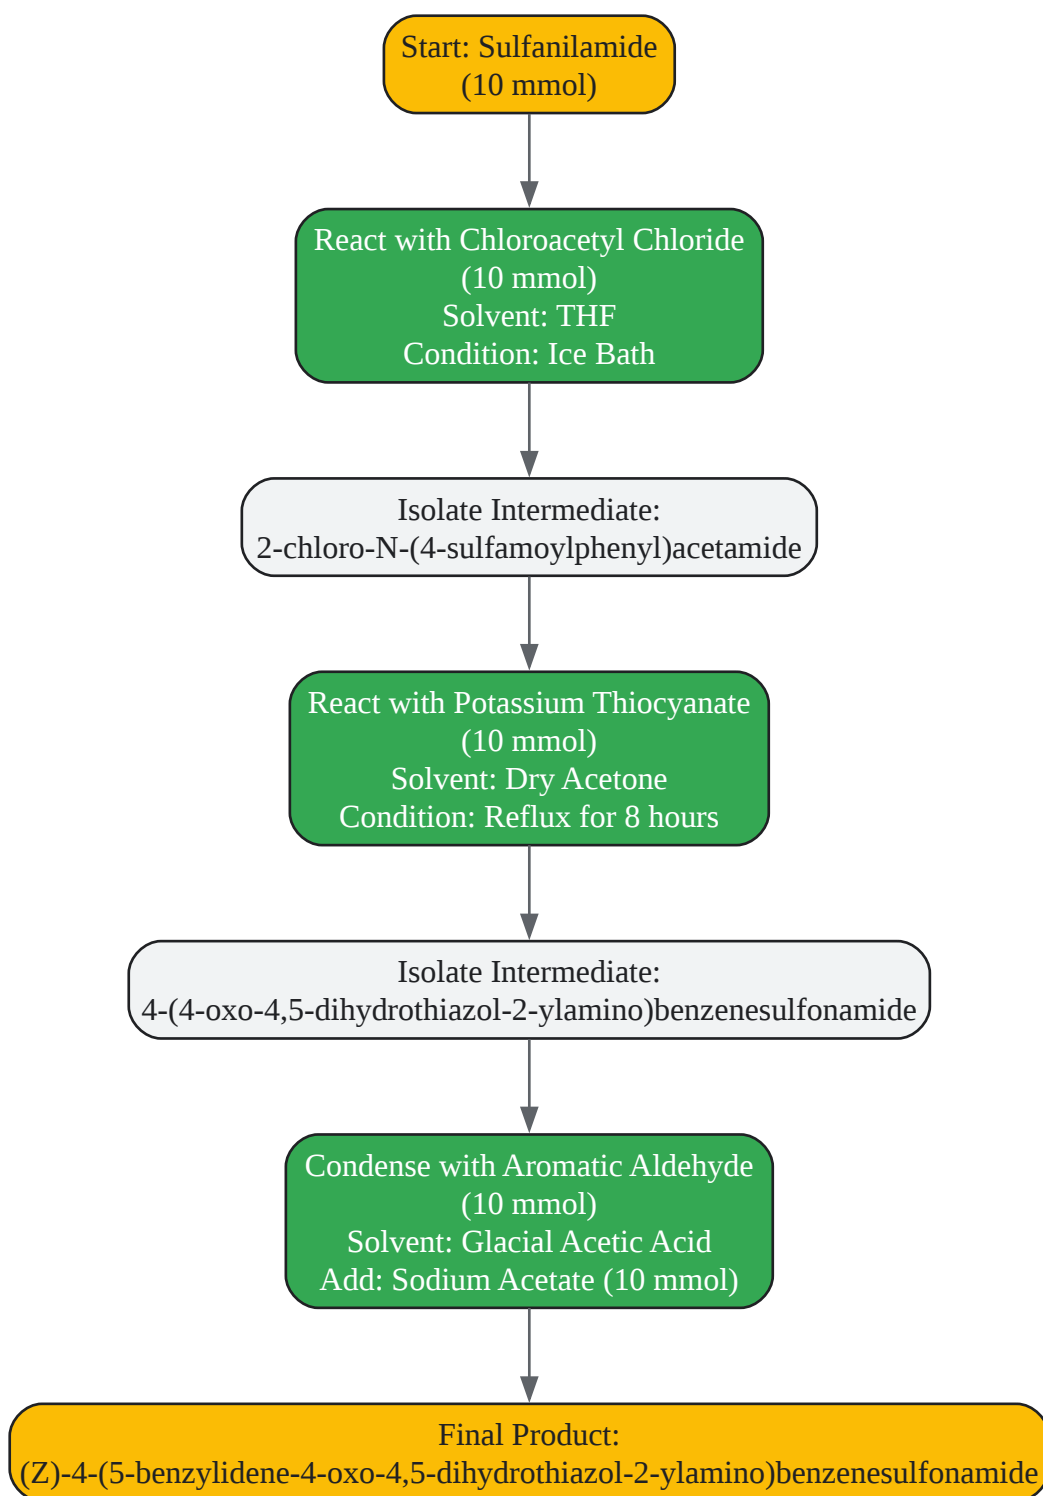 Start: Sulfanilamide
(10 mmol)
React with Chloroacetyl Chloride
(10 mmol)
Solvent: THF
Condition: Ice Bath
Isolate Intermediate:
2-chloro-N-(4-sulfamoylphenyl)acetamide
React with Potassium Thiocyanate
(10 mmol)
Solvent: Dry Acetone
Condition: Reflux for 8 hours
Isolate Intermediate:
4-(4-oxo-4,5-dihydrothiazol-2-ylamino)benzenesulfonamide
Condense with Aromatic Aldehyde
(10 mmol)
Solvent: Glacial Acetic Acid
Add: Sodium Acetate (10 mmol)
Final Product:
(Z)-4-(5-benzylidene-4-oxo-4,5-dihydrothiazol-2-ylamino)benzenesulfonamide